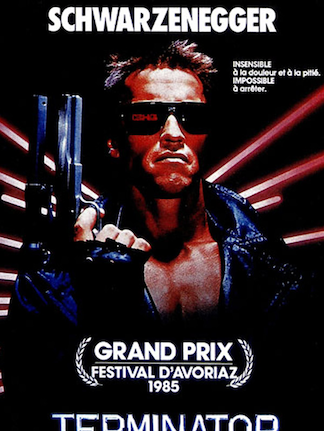 SCHWARZENEGGER
INSENSIBLE
à la douleur et à la pitié.
IMPOSSIBLE
à arrêter.
GRAND PRIX
FESTIVAL D'AVORIAZ
1985
TERMINATOR